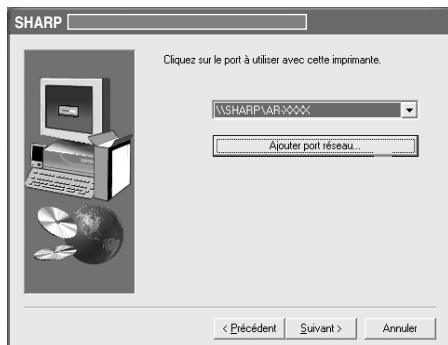 SHARP
Cliquez sur le port à utiliser avec cette imprimante.
\\SHARP\AR-XXXX
Ajouter port réseau...
< Précédent
Suivant >
Annuler